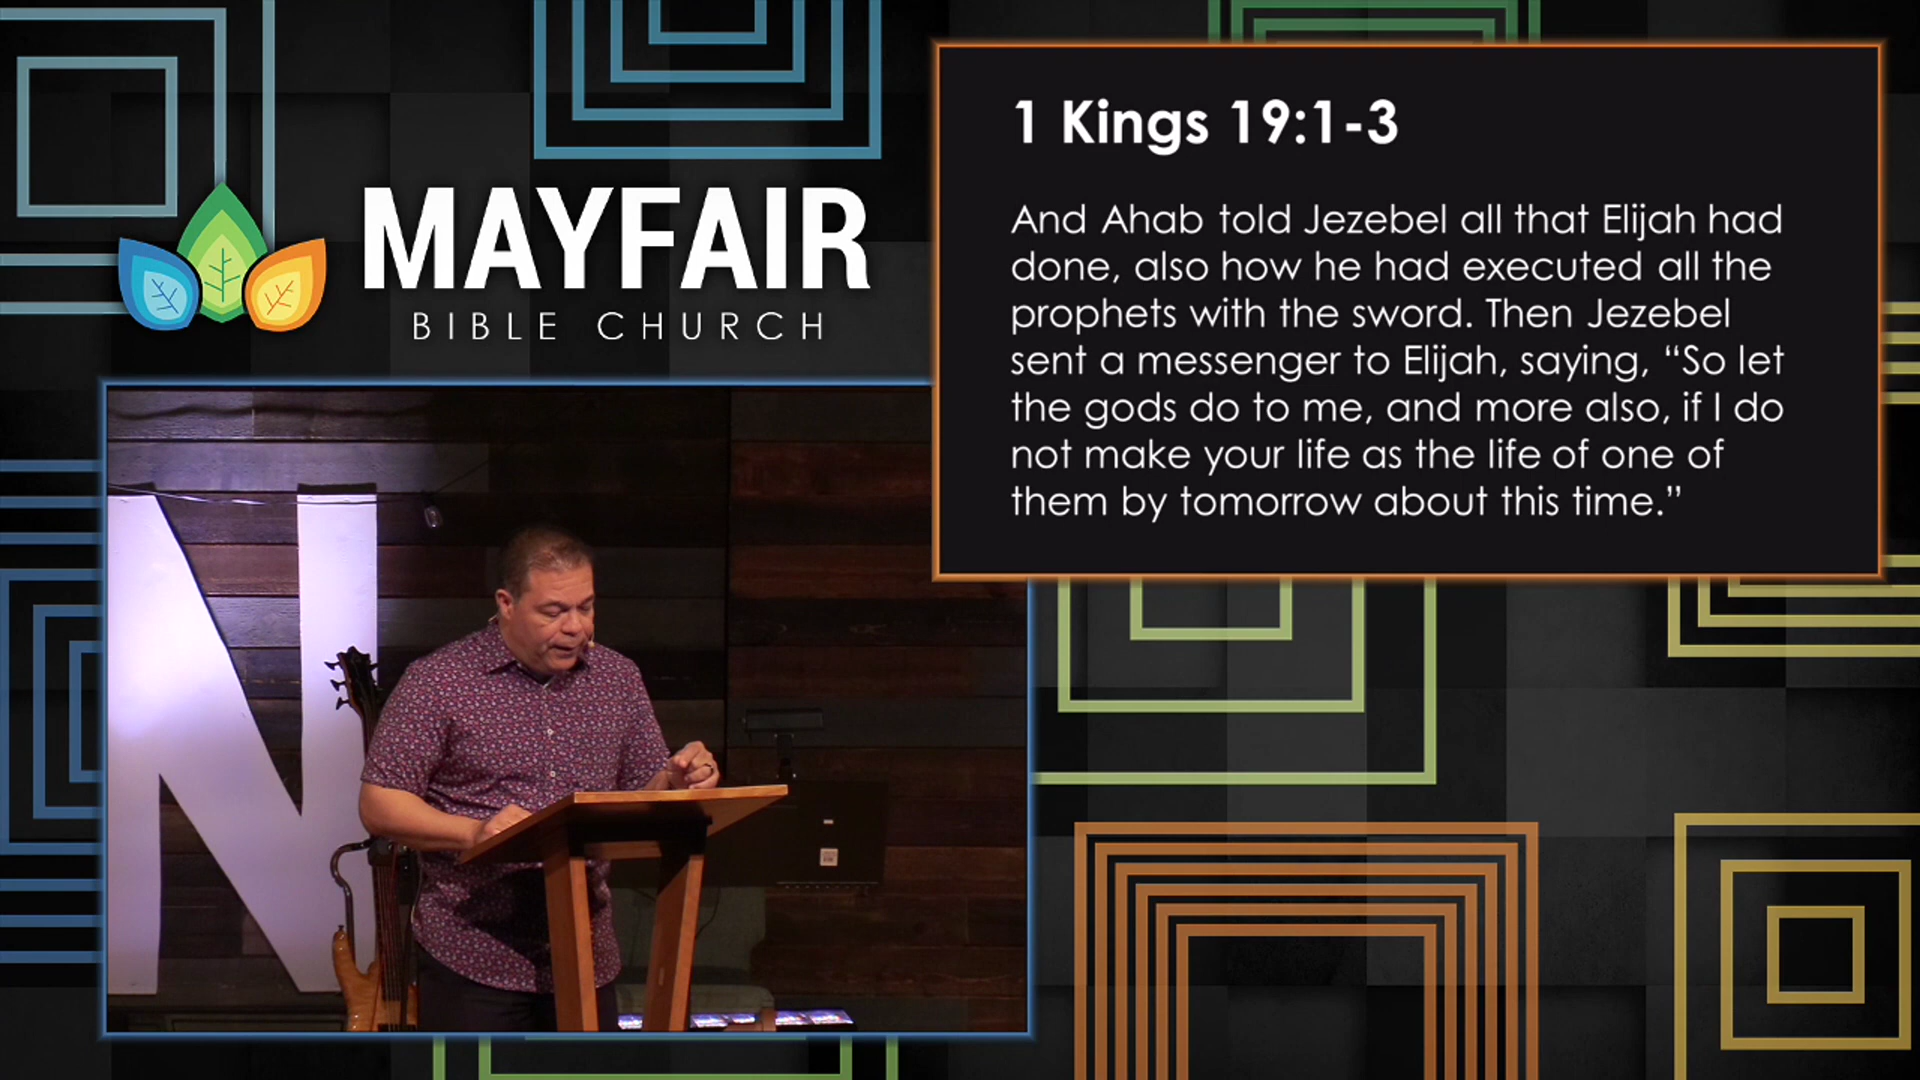 MAYFAIR
BIBLE CHURCH
1 Kings 19:1-3
And Ahab told Jezebel all that Elijah had
done, also how he had executed all the
prophets with the sword. Then Jezebel
sent a messenger to Elijah, saying, “So let
the gods do to me, and more also, if I do
not make your life as the life of one of
them by tomorrow about this time.”
N